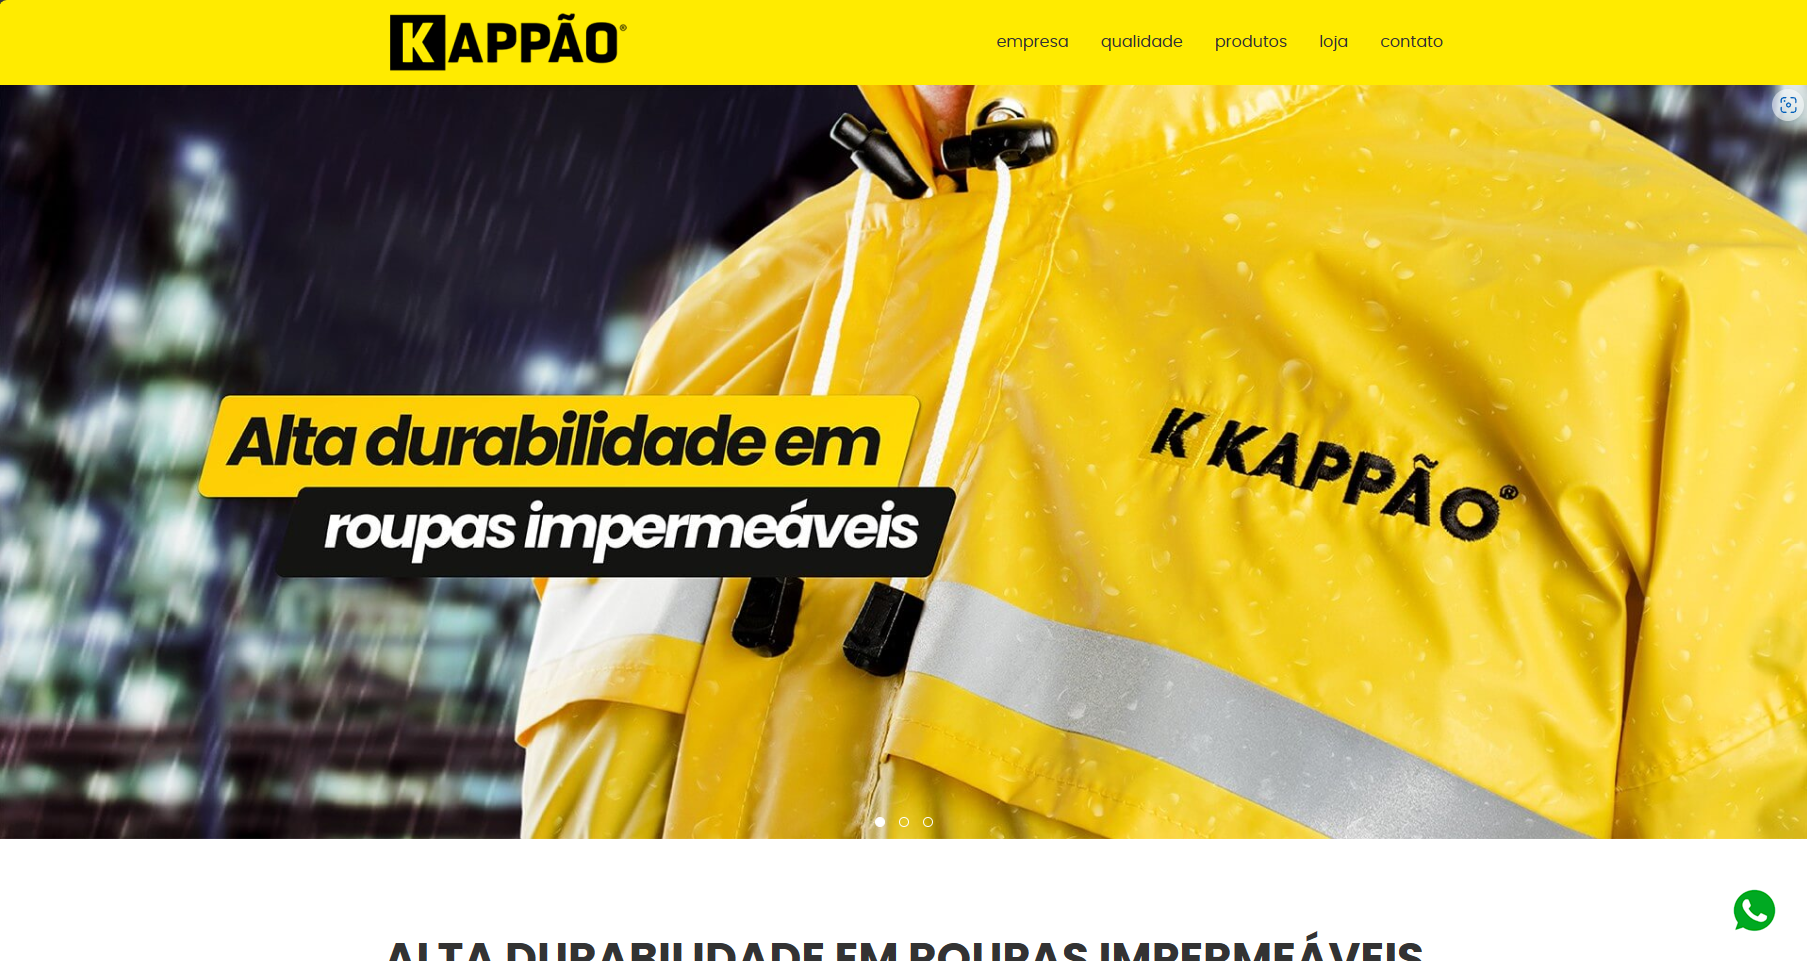 KAPPÃO®
empresa qualidade produtos loja contato
Alta durabilidade em
roupas impermeáveis
K KAPPÃO®
ALTA DURABILIDADE EM ROUPAS IMPERMEÁVEIS